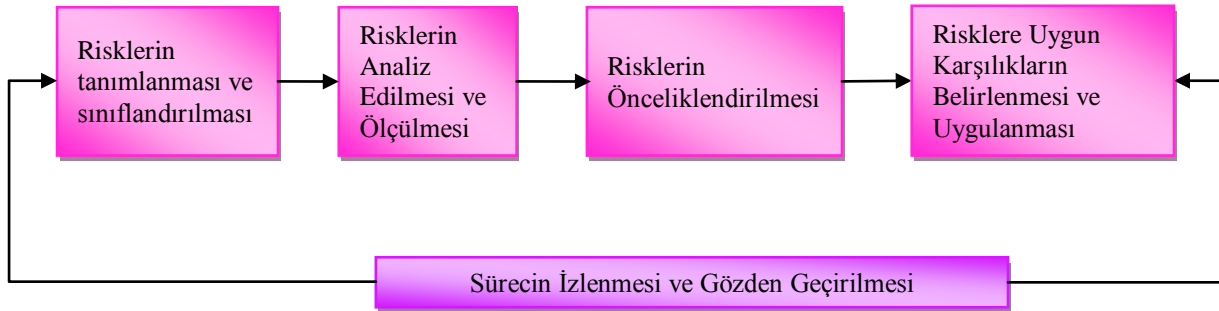 Risklerin
tanımlanması ve
sınıflandırılması
Risklerin
Analiz
Edilmesi ve
Ölçülmesi
Risklerin
Önceliklendirilmesi
Risklere Uygun
Karşılıkların
Belirlenmesi ve
Uygulanması
Sürecin İzlenmesi ve Gözden Geçirilmesi